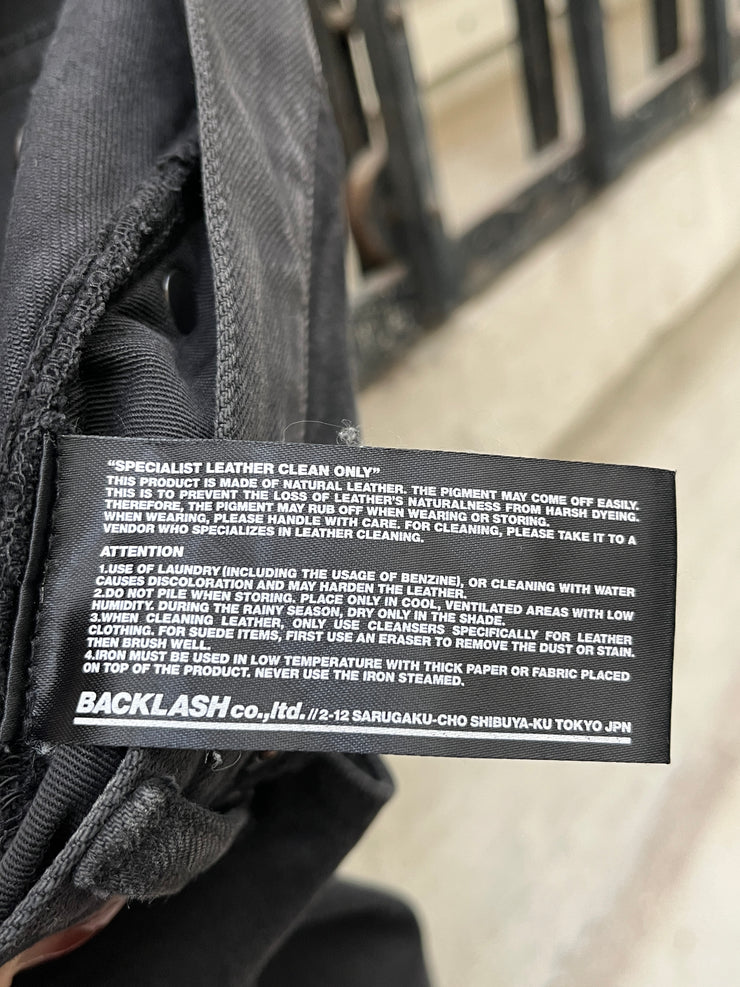 "SPECIALIST LEATHER CLEAN ONLY"
THIS PRODUCT IS MADE OF NATURAL LEATHER. THE PIGMENT MAY COME OFF EASILY.
THIS IS TO PREVENT THE LOSS OF LEATHER'S NATURALNESS FROM HARSH DYEING.
THEREFORE, THE PIGMENT MAY RUB OFF WHEN WEARING OR STORING.
WHEN WEARING, PLEASE HANDLE WITH CARE. FOR CLEANING, PLEASE TAKE IT TO A
VENDOR WHO SPECIALIZES IN LEATHER CLEANING.
ATTENTION
1.USE OF LAUNDRY (INCLUDING THE USAGE OF BENZINE), OR CLEANING WITH WATER
CAUSES DISCOLORATION AND MAY HARDEN THE LEATHER.
2.DO NOT PILE WHEN STORING. PLACE ONLY IN COOL, VENTILATED AREAS WITH LOW
HUMIDITY. DURING THE RAINY SEASON, DRY ONLY IN THE SHADE.
3.WHEN CLEANING LEATHER, ONLY USE CLEANSERS SPECIFICALLY FOR LEATHER
CLOTHING. FOR SUEDE ITEMS, FIRST USE AN ERASER TO REMOVE THE DUST OR STAIN.
THEN BRUSH WELL.
4.IRON MUST BE USED IN LOW TEMPERATURE WITH THICK PAPER OR FABRIC PLACED
ON TOP OF THE PRODUCT. NEVER USE THE IRON STEAMED.
BACKLASH co.,ltd. // 2-12 SARUGAKU-CHO SHIBUYA-KU TOKYO JPN